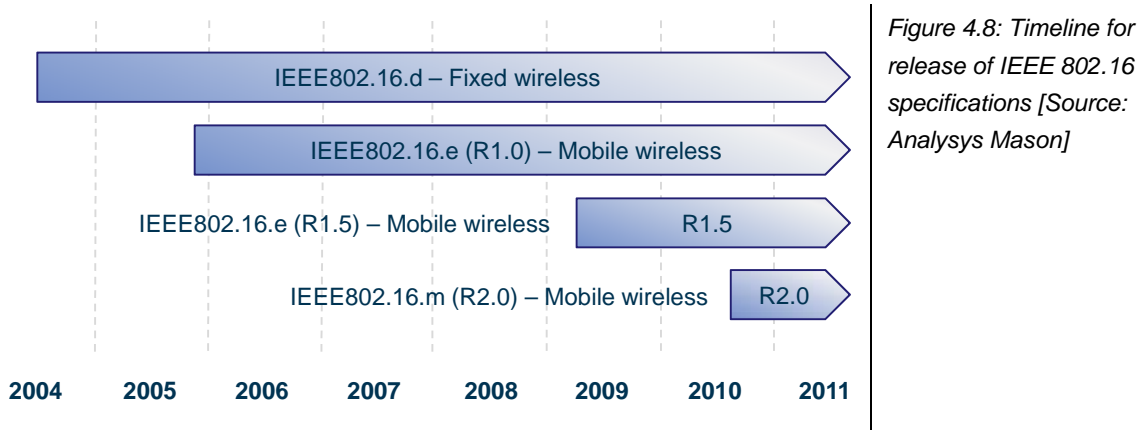 IEEE802.16.d – Fixed wireless
IEEE802.16.e (R1.0) – Mobile wireless
IEEE802.16.e (R1.5) – Mobile wireless
R1.5
IEEE802.16.m (R2.0) – Mobile wireless
R2.0
2004 2005 2006 2007 2008 2009 2010 2011
Figure 4.8: Timeline for
release of IEEE 802.16
specifications [Source:
Analysys Mason]